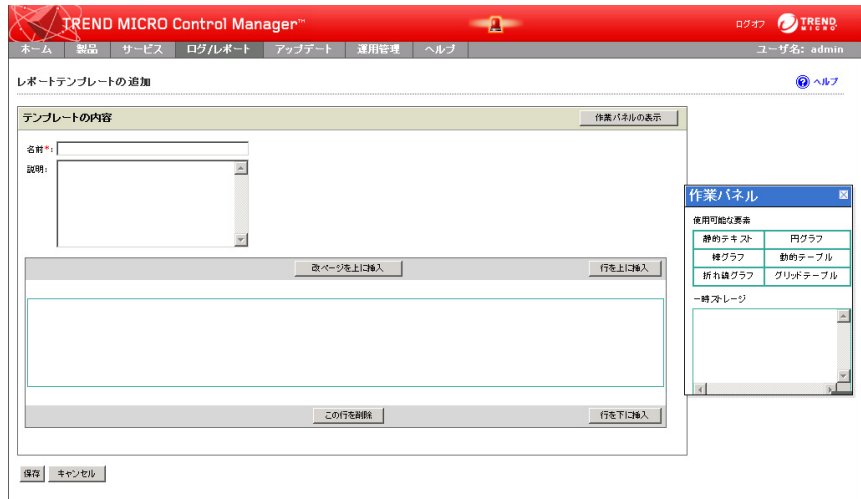 TREND MICRO Control Manager™
ログオフ
TREND MICRO
ホーム 製品 サービス ログ/レポート アップデート 運用管理 ヘルプ
ユーザ名: admin
レポートテンプレートの追加
ヘルプ
テンプレートの内容
作業パネルの表示
名前*:
説明:
改ページを上に挿入
行を上に挿入
この行を削除
行を下に挿入
保存 キャンセル
作業パネル
使用可能な要素
静的テキスト 円グラフ
棒グラフ 動的テーブル
折れ線グラフ グリッドテーブル
一時ストレージ